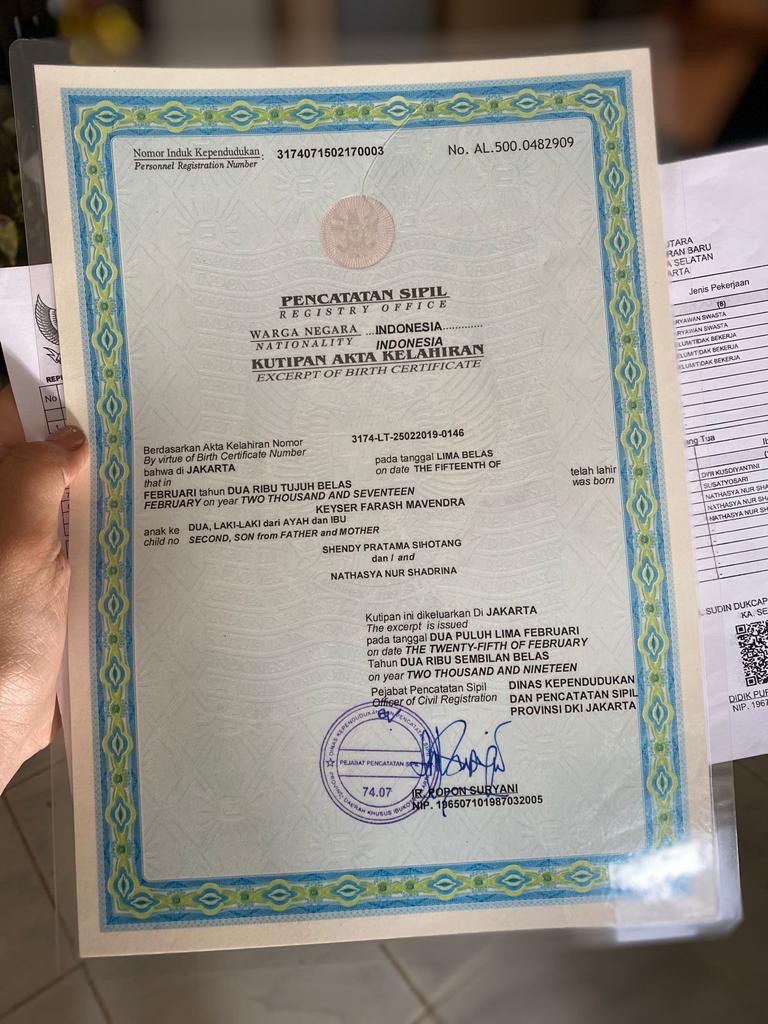 Nomor Induk Kependudukan : 3174071502170003
Personnel Registration Number
No. AL.500.0482909
PENCATATAN SIPIL
REGISTRY OFFICE
WARGA NEGARA ...INDONESIA.............
NATIONALITY INDONESIA
KUTIPAN AKTA KELAHIRAN
EXCERPT OF BIRTH CERTIFICATE
Berdasarkan Akta Kelahiran Nomor 3174-LT-25022019-0146
By virtue of Birth Certificate Number
bahwa di JAKARTA pada tanggal LIMA BELAS telah lahir
that in on date THE FIFTEENTH OF was born
FEBRUARI tahun DUA RIBU TUJUH BELAS
FEBRUARY on year TWO THOUSAND AND SEVENTEEN
KEYSER FARASH MAVENDRA
anak ke DUA, LAKI-LAKI dari AYAH dan IBU
child no SECOND, SON from FATHER and MOTHER
SHENDY PRATAMA SIHOTANG
dan / and
NATHASYA NUR SHADRINA
Kutipan ini dikeluarkan Di JAKARTA
The excerpt is issued
pada tanggal DUA PULUH LIMA FEBRUARI
on date THE TWENTY-FIFTH OF FEBRUARY
Tahun DUA RIBU SEMBILAN BELAS
on year TWO THOUSAND AND NINETEEN
Pejabat Pencatatan Sipil DINAS KEPENDUDUKAN
Officer of Civil Registration DAN PENCATATAN SIPIL
PROVINSI DKI JAKARTA
PEJABAT PENCATATAN SIPIL
74.07
IR. POPON SURYANI
NIP. 196507101987032005
UTARA
RAN BARU
A SELATAN
ARTA
Jenis Pekerjaan
(8)
RYAWAN SWASTA
RYAWAN SWASTA
ELUM/TIDAK BEKERJA
ELUM/TIDAK BEKERJA
ELUM/TIDAK BEKERJA
ang Tua
DWI KUSDIYANTINI
SUSATYOSARI
NATHASYA NUR SHA
NATHASYA NUR SHA
NATHASYA NUR SH
SUDIN DUKCAP
KA. SE
DIDIK PUR
NIP. 1967
REPU
No